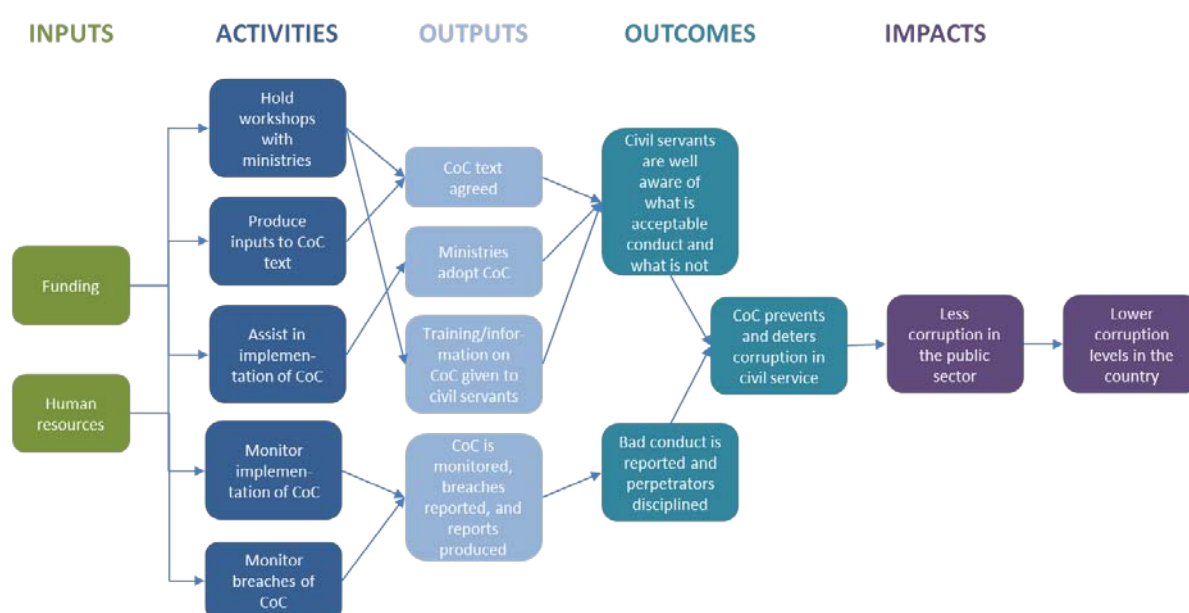 INPUTS
ACTIVITIES
OUTPUTS
OUTCOMES
IMPACTS
Funding
Human
resources
Hold
workshops
with
ministries
Produce
inputs to CoC
text
Assist in
implemen-
tation of CoC
Monitor
implemen-
tation of CoC
Monitor
breaches of
CoC
CoC text
agreed
Ministries
adopt CoC
Training/infor-
mation on
CoC given to
civil servants
CoC is
monitored,
breaches
reported, and
reports
produced
Civil servants
are well
aware of
what is
acceptable
conduct and
what is not
Bad conduct is
reported and
perpetrators
disciplined
CoC prevents
and deters
corruption in
civil service
Less
corruption in
the public
sector
Lower
corruption
levels in the
country